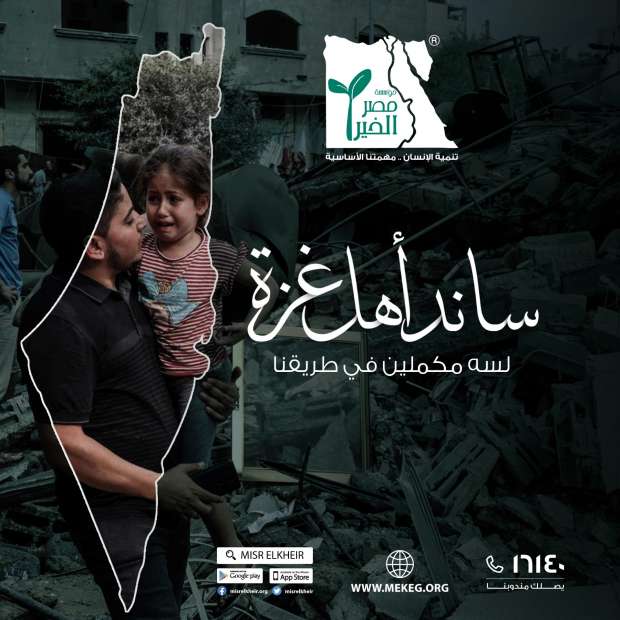 ®
مؤسسة
مصر
الخير
تنمية الإنسان .. مهمتنا الأساسية
ساند أهل غزة
لسه مكملين في طريقنا
MISR ELKHEIR
Google play
App Store
misrelkheir.org
misrelkheir
WWW.MEKEG.ORG
١٦١٤٠
يصلك مندوبنا